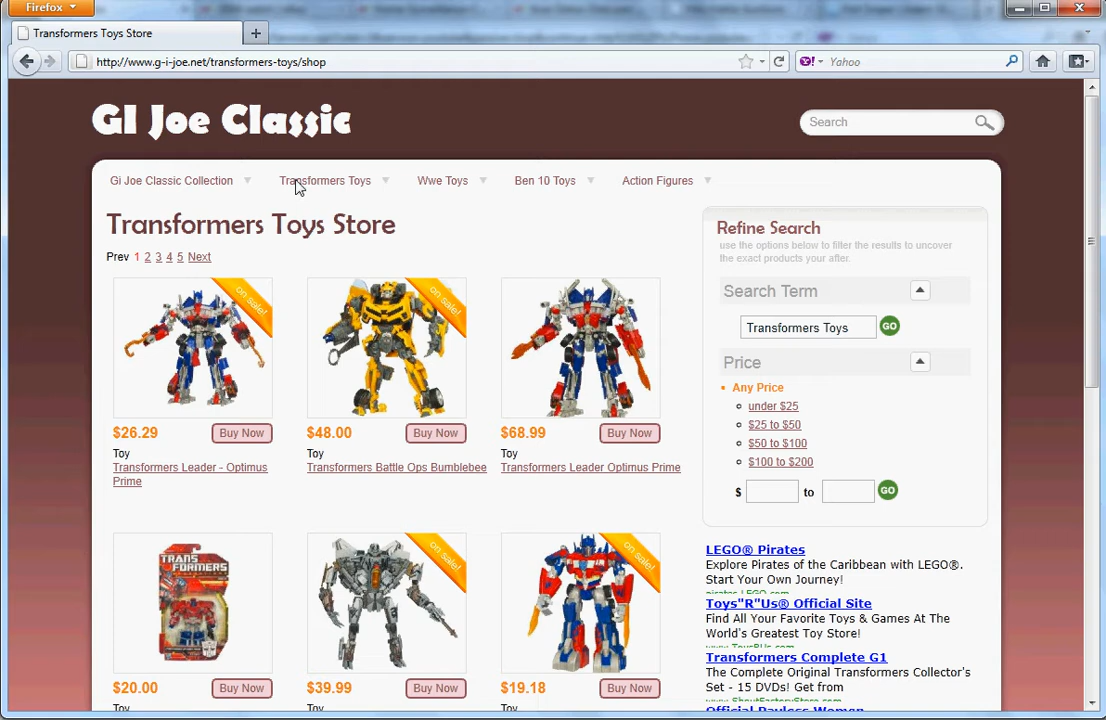 Firefox
Transformers Toys Store
http://www.g-i-joe.net/transformers-toys/shop
Yahoo
GI Joe Classic
Search
Gi Joe Classic Collection
Transformers Toys
Wwe Toys
Ben 10 Toys
Action Figures
Transformers Toys Store
Prev 1 2 3 4 5 Next
on sale!
on sale!
$26.29 Buy Now
Toy
Transformers Leader - Optimus
Prime
$48.00 Buy Now
Toy
Transformers Battle Ops Bumblebee
$68.99 Buy Now
Toy
Transformers Leader Optimus Prime
TRANSFORMERS
on sale!
on sale!
$20.00 Buy Now
Toy
$39.99 Buy Now
Toy
$19.18 Buy Now
Toy
Refine Search
use the options below to filter the results to uncover
the exact products your after.
Search Term
Transformers Toys GO
Price
Any Price
under $25
$25 to $50
$50 to $100
$100 to $200
$ to GO
LEGO® Pirates
Explore Pirates of the Caribbean with LEGO®.
Start Your Own Journey!
pirates.LEGO.com
Toys"R"Us® Official Site
Find All Your Favorite Toys & Games At The
World's Greatest Toy Store!
www.ToysRUs.com
Transformers Complete G1
The Complete Original Transformers Collector's
Set - 15 DVDs! Get from
www.ShoutFactoryStore.com
Official Payless Women